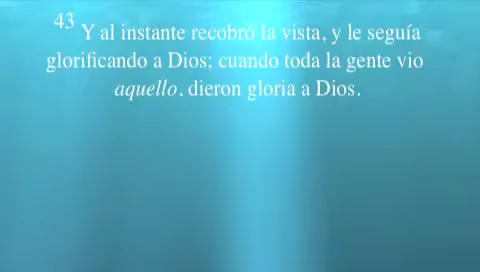 43 Y al instante recobró la vista, y le seguía
glorificando a Dios; cuando toda la gente vio
aquello, dieron gloria a Dios.